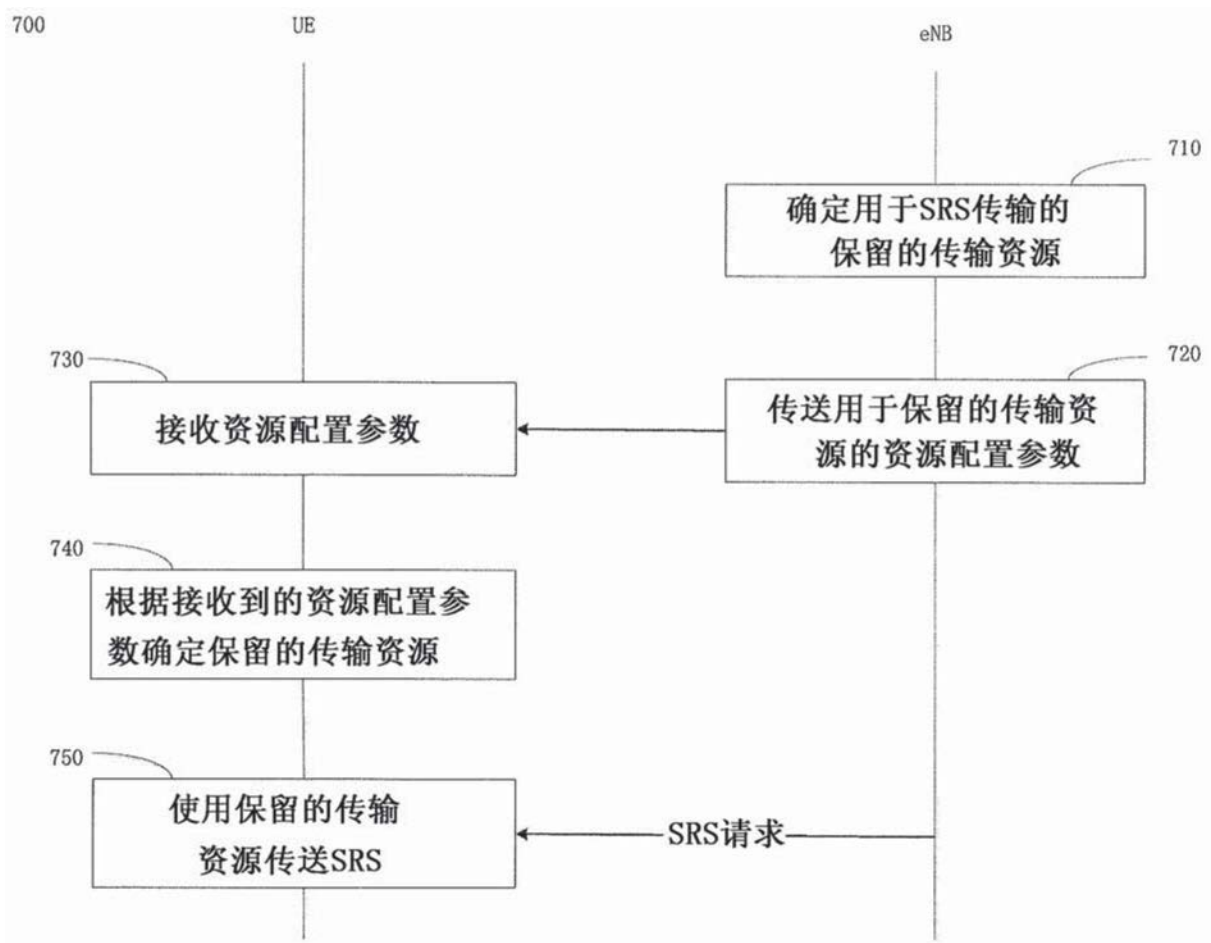 700
UE
eNB
710
确定用于SRS传输的
保留的传输资源
730
720
接收资源配置参数
传送用于保留的传输资
源的资源配置参数
740
根据接收到的资源配置参
数确定保留的传输资源
750
使用保留的传输
资源传送SRS
SRS请求